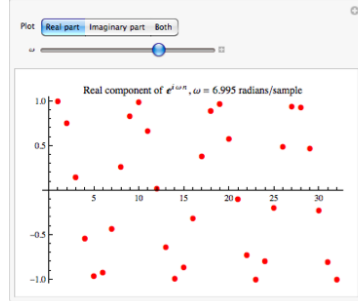 Plot Real part Imaginary part Both
ω
Real component of e^{iωn}, ω = 6.995 radians/sample
1.0
0.5
5 10 15 20 25 30
-0.5
-1.0